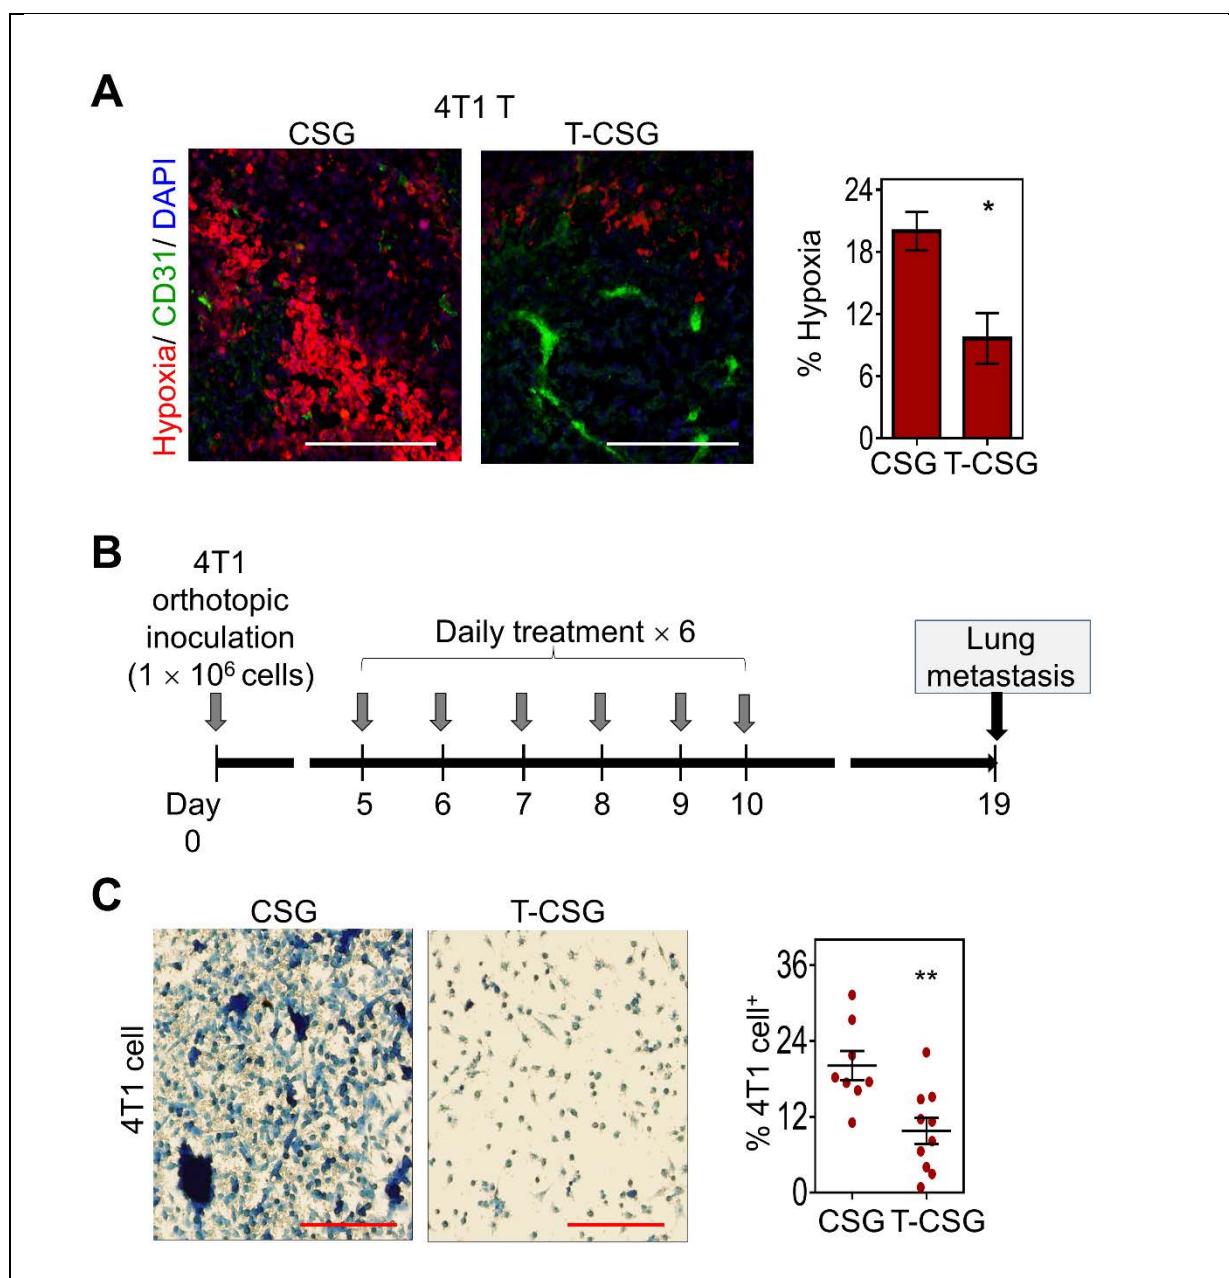 A
4T1 T
CSG
T-CSG
Hypoxia/ CD31/ DAPI
% Hypoxia
24
18
12
6
0
CSG T-CSG
B
4T1
orthotopic
inoculation
(1 × 10⁶ cells)
Daily treatment × 6
Lung
metastasis
Day
0
5
6
7
8
9
10
19
C
CSG
T-CSG
4T1 cell
% 4T1 cell⁺
36
24
12
0
*
**
CSG T-CSG